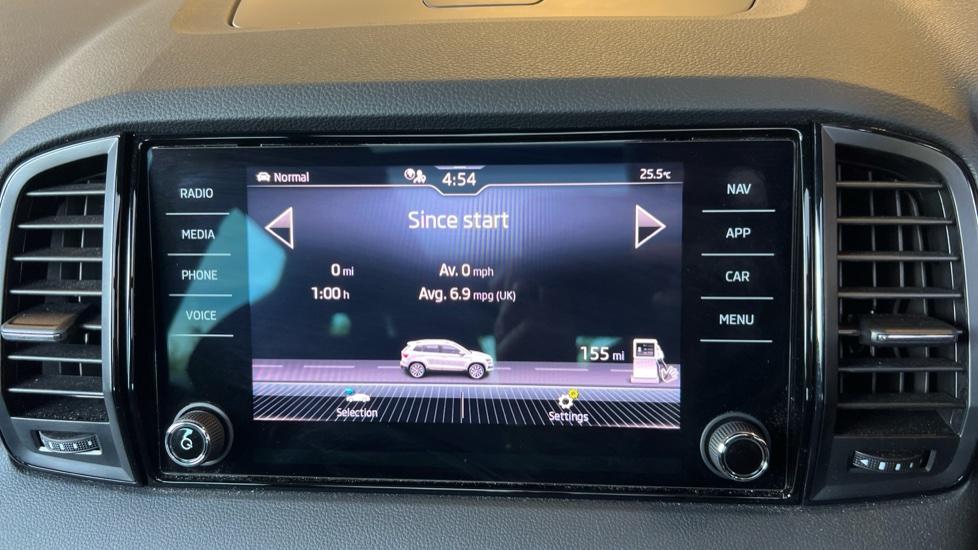 Normal
4:54
25.5°C
Since start
0 mi
Av. 0 mph
1:00 h
Avg. 6.9 mpg (UK)
155 mi
Selection
Settings
RADIO
MEDIA
PHONE
VOICE
NAV
APP
CAR
MENU